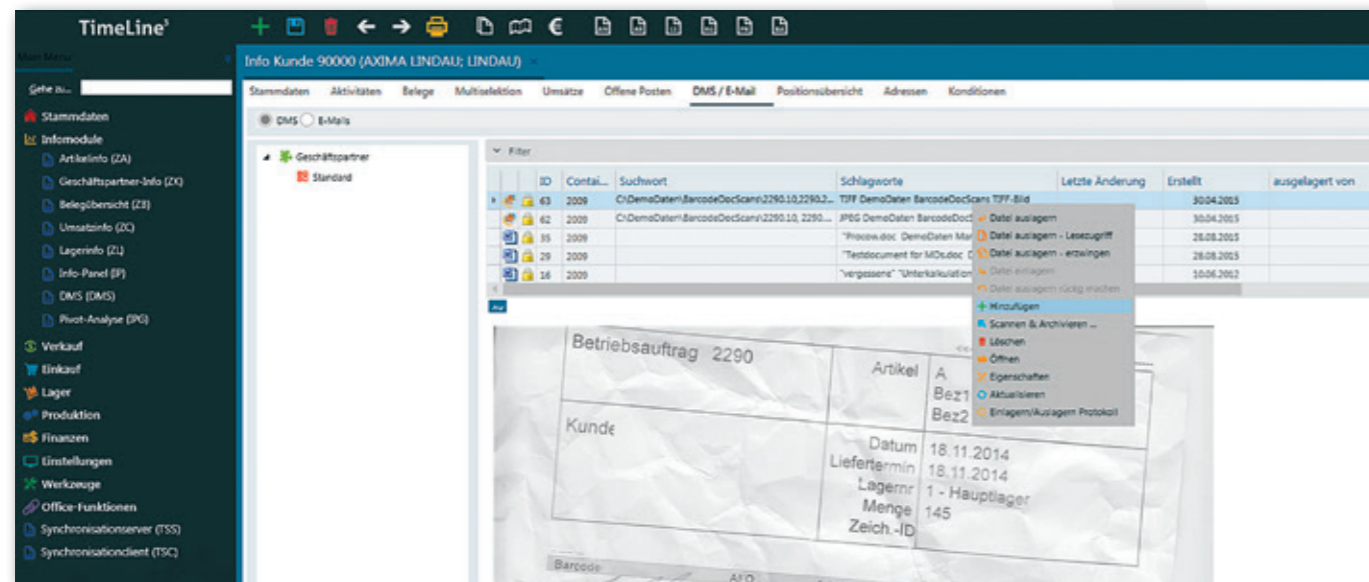 TimeLine³
Main Menu
Info Kunde 90000 (AXIMA LINDAU; LINDAU)
Gehe zu...
Stammdaten Aktivitäten Belege Multiselektion Umsätze Offene Posten DMS / E-Mail Positionsübersicht Adressen Konditionen
DMS E-Mails
Stammdaten
Infomodule
Artikelinfo (ZA)
Geschäftspartner-Info (ZK)
Belegübersicht (ZB)
Umsatzinfo (ZC)
Lagerinfo (ZL)
Info-Panel (IP)
DMS (DMS)
Pivot-Analyse (IPG)
Verkauf
Einkauf
Lager
Produktion
Finanzen
Einstellungen
Werkzeuge
Office-Funktionen
Synchronisationserver (TSS)
Synchronisationclient (TSC)
Geschäftspartner
Standard
Filter
ID Contai... Suchwort Schlagworte Letzte Änderung Erstellt ausgelagert von
63 2009 C:\DemoDaten\BarcodeDocScans\2290.10,2290.2... TIFF DemoDaten BarcodeDocScans TIFF-Bild 30.04.2015
62 2009 C:\DemoDaten\BarcodeDocScans\2290.10, 2290.... JPEG DemoDaten BarcodeDocS 30.04.2015
35 2009 "Procow.doc DemoDaten Mar 28.08.2015
29 2009 "Testdocument for MDs.doc D 28.08.2015
16 2009 "vergessene" "Unterkalkulation 10.06.2012
Datei auslagern
Datei auslagern - Lesezugriff
Datei auslagern - erzwingen
Datei einlagern
Datei auslagern rückg machen
Hinzufügen
Scannen & Archivieren ...
Löschen
Öffnen
Eigenschaften
Aktualisieren
Einlagern/Auslagern Protokoll
Betriebsauftrag 2290
Artikel A
Bez1
Bez2
Kunde
Datum 18.11.2014
Liefertermin 18.11.2014
Lagernr 1 - Hauptlager
Menge 145
Zeich.-ID
Barcode AFO